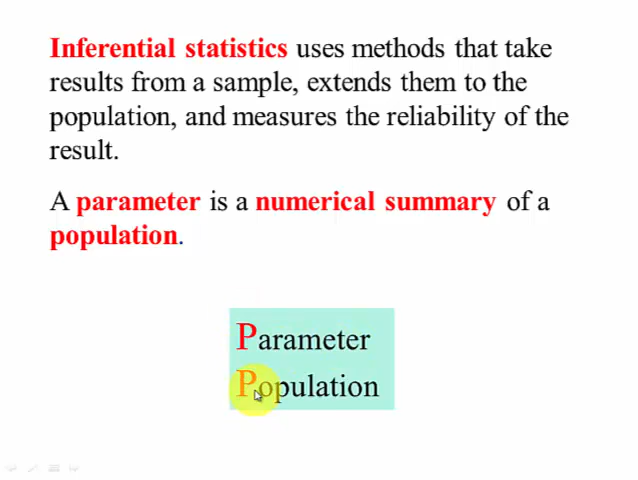 Inferential statistics uses methods that take
results from a sample, extends them to the
population, and measures the reliability of the
result.
A parameter is a numerical summary of a
population.
Parameter
Population